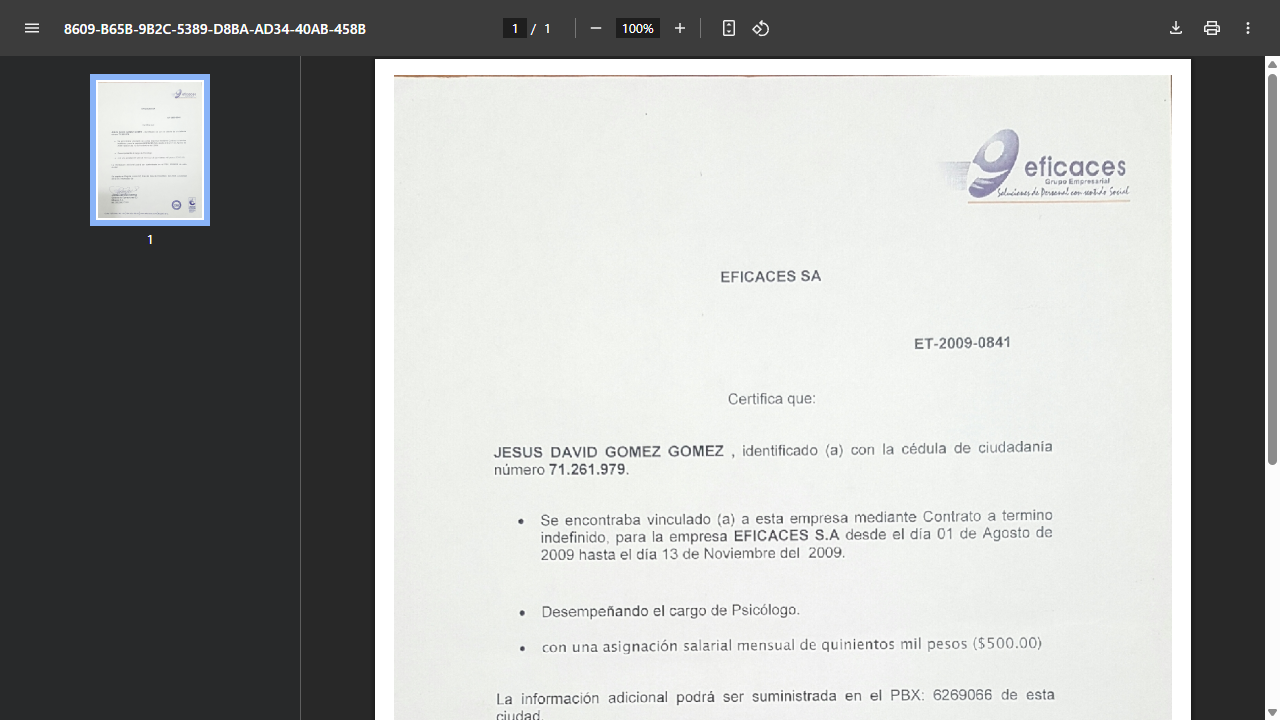 8609-B65B-9B2C-5389-D8BA-AD34-40AB-458B
1 / 1
100%
1
9 eficaces
Grupo Empresarial
Soluciones de Personal con sentido Social
EFICACES SA
ET-2009-0841
Certifica que:
JESUS DAVID GOMEZ GOMEZ , identificado (a) con la cédula de ciudadanía
número 71.261.979.
• Se encontraba vinculado (a) a esta empresa mediante Contrato a termino
indefinido, para la empresa EFICACES S.A desde el día 01 de Agosto de
2009 hasta el día 13 de Noviembre del 2009.
• Desempeñando el cargo de Psicólogo.
• con una asignación salarial mensual de quinientos mil pesos ($500.00)
La información adicional podrá ser suministrada en el PBX: 6269066 de esta
ciudad.